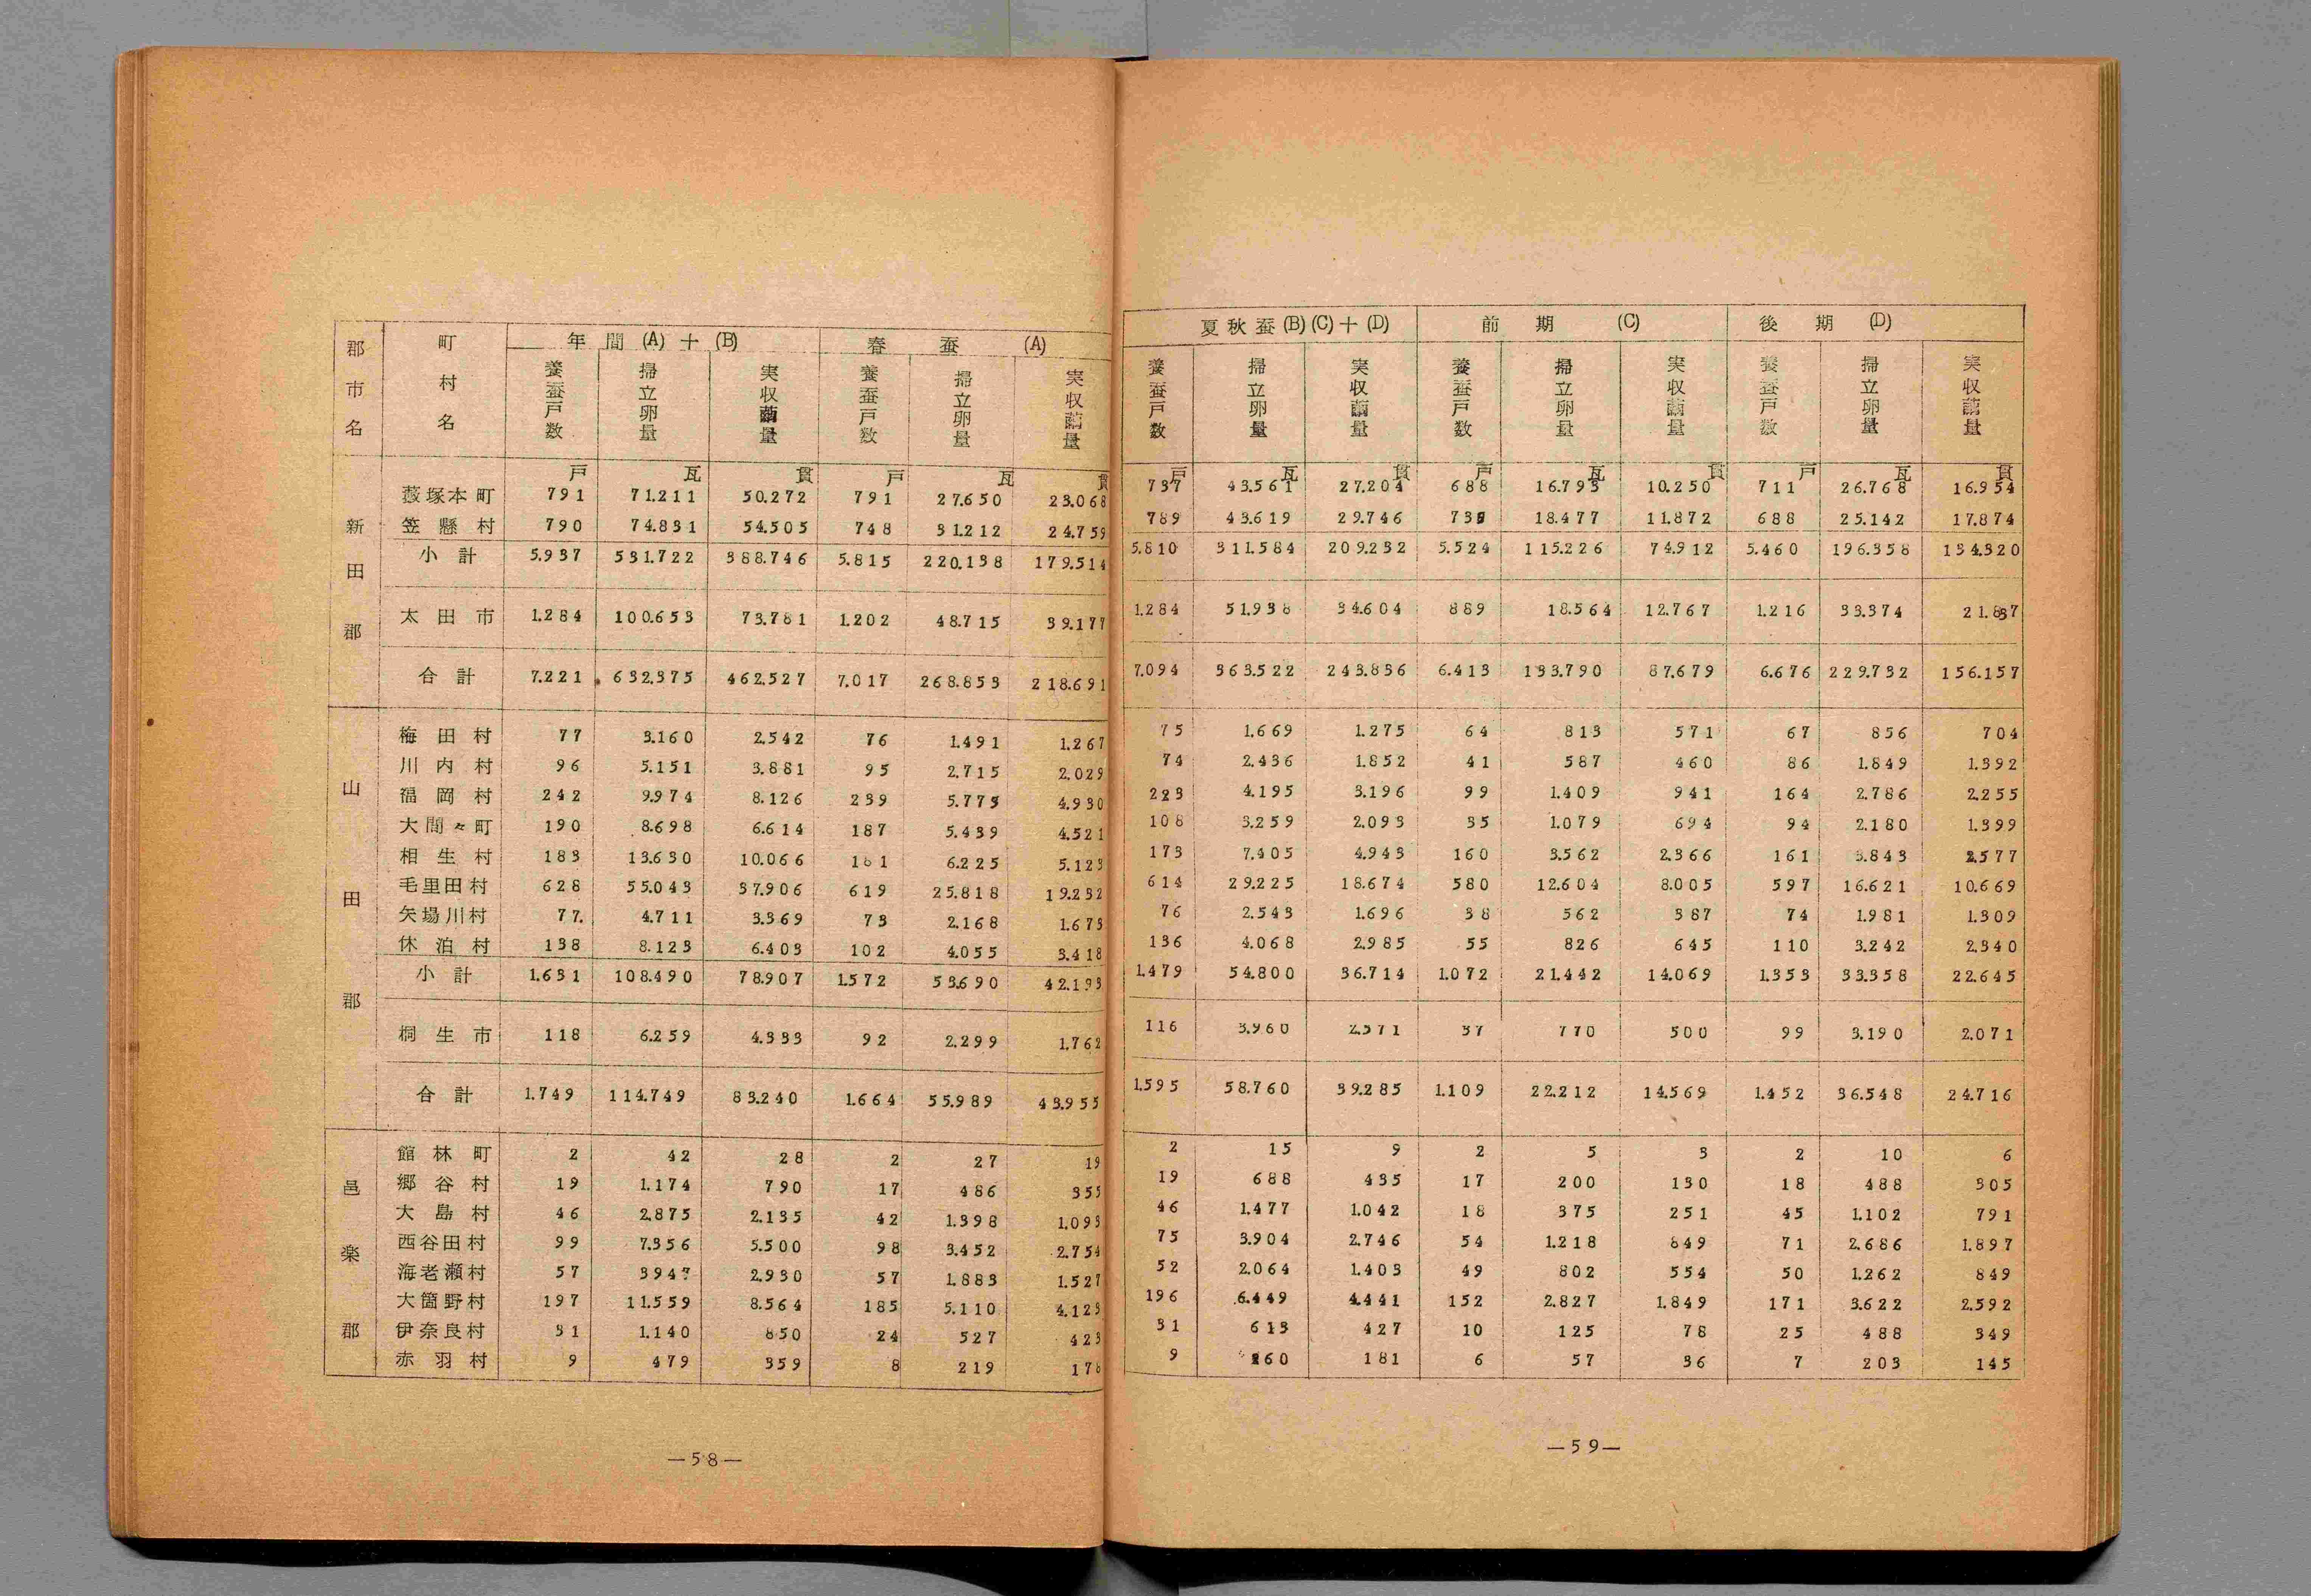 郡市名 町村名 年間(A)十(B) 春蚕(A)
養蚕戸数 掃立卵量 実収繭量 養蚕戸数 掃立卵量 実収繭量
戸 瓦 貫 戸 瓦 貫
新田郡
藪塚本町 791 71.211 50.272 791 27.650 23.068
笠懸村 790 74.831 54.505 748 31.212 24.759
小計 5.937 531.722 388.746 5.815 220.138 179.514
太田市 1.284 100.653 73.781 1.202 48.715 39.177
合計 7.221 632.375 462.527 7.017 268.853 218.691
山田郡
梅田村 77 3.160 2.542 76 1.491 1.267
川内村 96 5.151 3.881 95 2.715 2.029
福岡村 242 9.974 8.126 239 5.779 4.930
大間々町 190 8.698 6.614 187 5.439 4.521
相生村 183 13.630 10.066 181 6.225 5.123
毛里田村 628 55.043 37.906 619 25.818 19.232
矢場川村 77. 4.711 3.369 73 2.168 1.673
休泊村 138 8.123 6.403 102 4.055 3.418
小計 1.631 108.490 78.907 1.572 53.690 42.193
桐生市 118 6.259 4.333 92 2.299 1.762
合計 1.749 114.749 83.240 1.664 55.989 43.955
邑楽郡
館林町 2 42 28 2 27 19
郷谷村 19 1.174 790 17 486 355
大島村 46 2.875 2.135 42 1.398 1.093
西谷田村 99 7.356 5.500 98 3.452 2.754
海老瀬村 57 3947 2.930 57 1.883 1.527
大箇野村 197 11.559 8.564 185 5.110 4.123
伊奈良村 31 1.140 850 24 527 423
赤羽村 9 479 359 8 219 178
—58—
夏秋蚕(B)(C)十(D) 前期(C) 後期(D)
養蚕戸数 掃立卵量 実収繭量 養蚕戸数 掃立卵量 実収繭量 養蚕戸数 掃立卵量 実収繭量
戸 瓦 貫 戸 瓦 貫 戸 瓦 貫
737 43.561 27.204 688 16.793 10.250 711 26.768 16.954
789 43.619 29.746 735 18.477 11.872 688 25.142 17.874
5.810 311.584 209.232 5.524 115.226 74.912 5.460 196.358 134.320
1.284 51.938 34.604 889 18.564 12.767 1.216 33.374 21.837
7.094 363.522 243.836 6.413 133.790 87.679 6.676 229.732 156.157
75 1.669 1.275 64 813 571 67 856 704
74 2.436 1.852 41 587 460 86 1.849 1.392
223 4.195 3.196 99 1.409 941 164 2.786 2.255
108 3.259 2.093 35 1.079 694 94 2.180 1.399
173 7.405 4.943 160 3.562 2.366 161 3.843 2.577
614 29.225 18.674 580 12.604 8.005 597 16.621 10.669
76 2.543 1.696 38 562 387 74 1.981 1.309
136 4.068 2.985 55 826 645 110 3.242 2.340
1.479 54.800 36.714 1.072 21.442 14.069 1.353 33.358 22.645
116 3.960 2.571 37 770 500 99 3.190 2.071
1.595 58.760 39.285 1.109 22.212 14.569 1.452 36.548 24.716
2 15 9 2 5 3 2 10 6
19 688 435 17 200 130 18 488 305
46 1.477 1.042 18 375 251 45 1.102 791
75 3.904 2.746 54 1.218 849 71 2.686 1.897
52 2.064 1.403 49 802 554 50 1.262 849
196 6.449 4.441 152 2.827 1.849 171 3.622 2.592
31 613 427 10 125 78 25 488 349
9 260 181 6 57 36 7 203 145
—59—